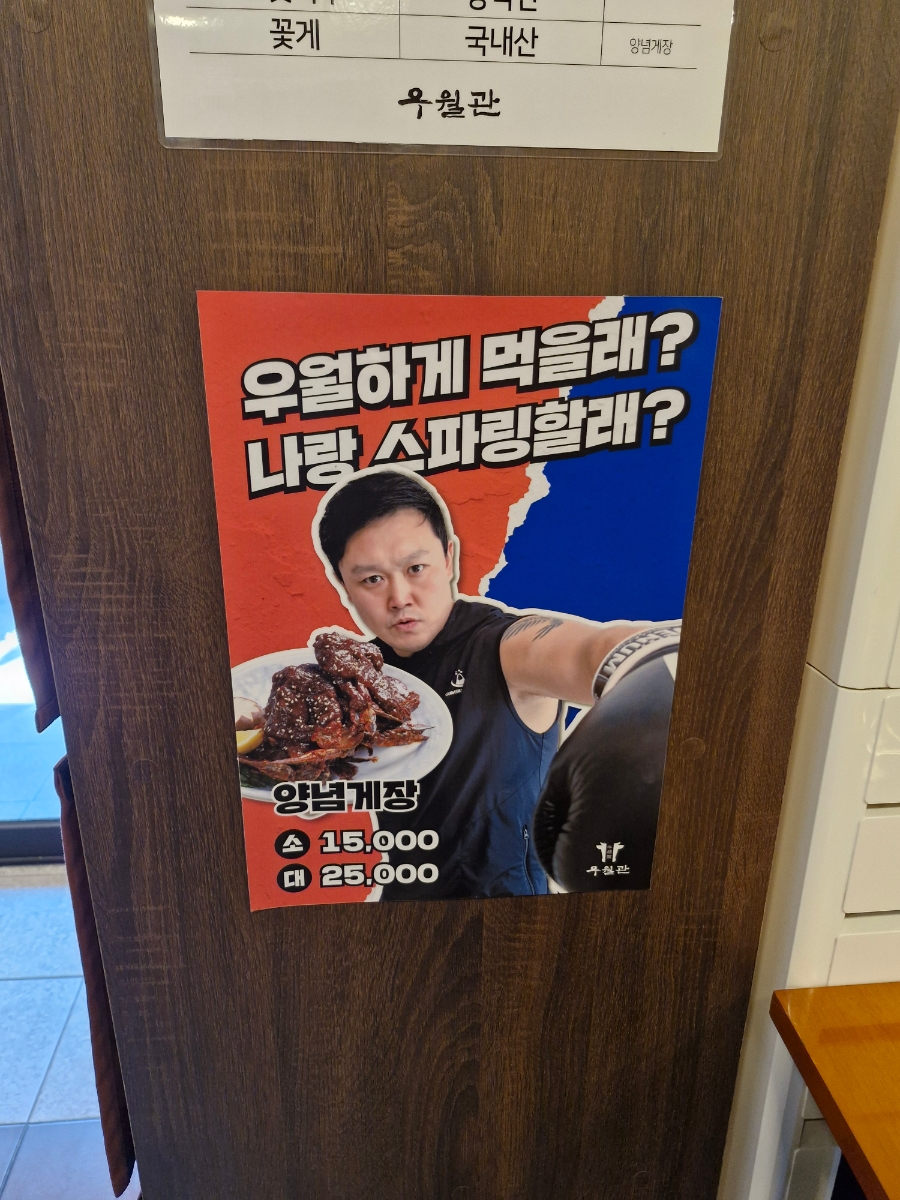 꽃게 국내산 양념게장
우월관
우월하게 먹을래?
나랑 스파링할래?
양념게장
소 15,000
대 25,000
우월관